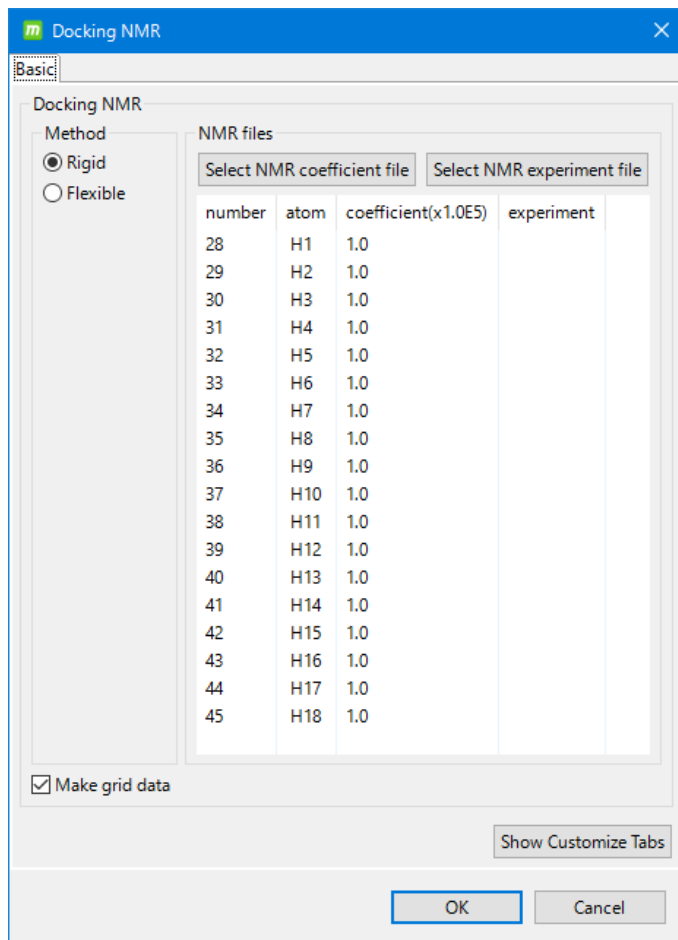 m Docking NMR
Basic
Docking NMR
Method
Rigid
Flexible
NMR files
Select NMR coefficient file Select NMR experiment file
number atom coefficient(x1.0E5) experiment
28 H1 1.0
29 H2 1.0
30 H3 1.0
31 H4 1.0
32 H5 1.0
33 H6 1.0
34 H7 1.0
35 H8 1.0
36 H9 1.0
37 H10 1.0
38 H11 1.0
39 H12 1.0
40 H13 1.0
41 H14 1.0
42 H15 1.0
43 H16 1.0
44 H17 1.0
45 H18 1.0
Make grid data
Show Customize Tabs
OK Cancel